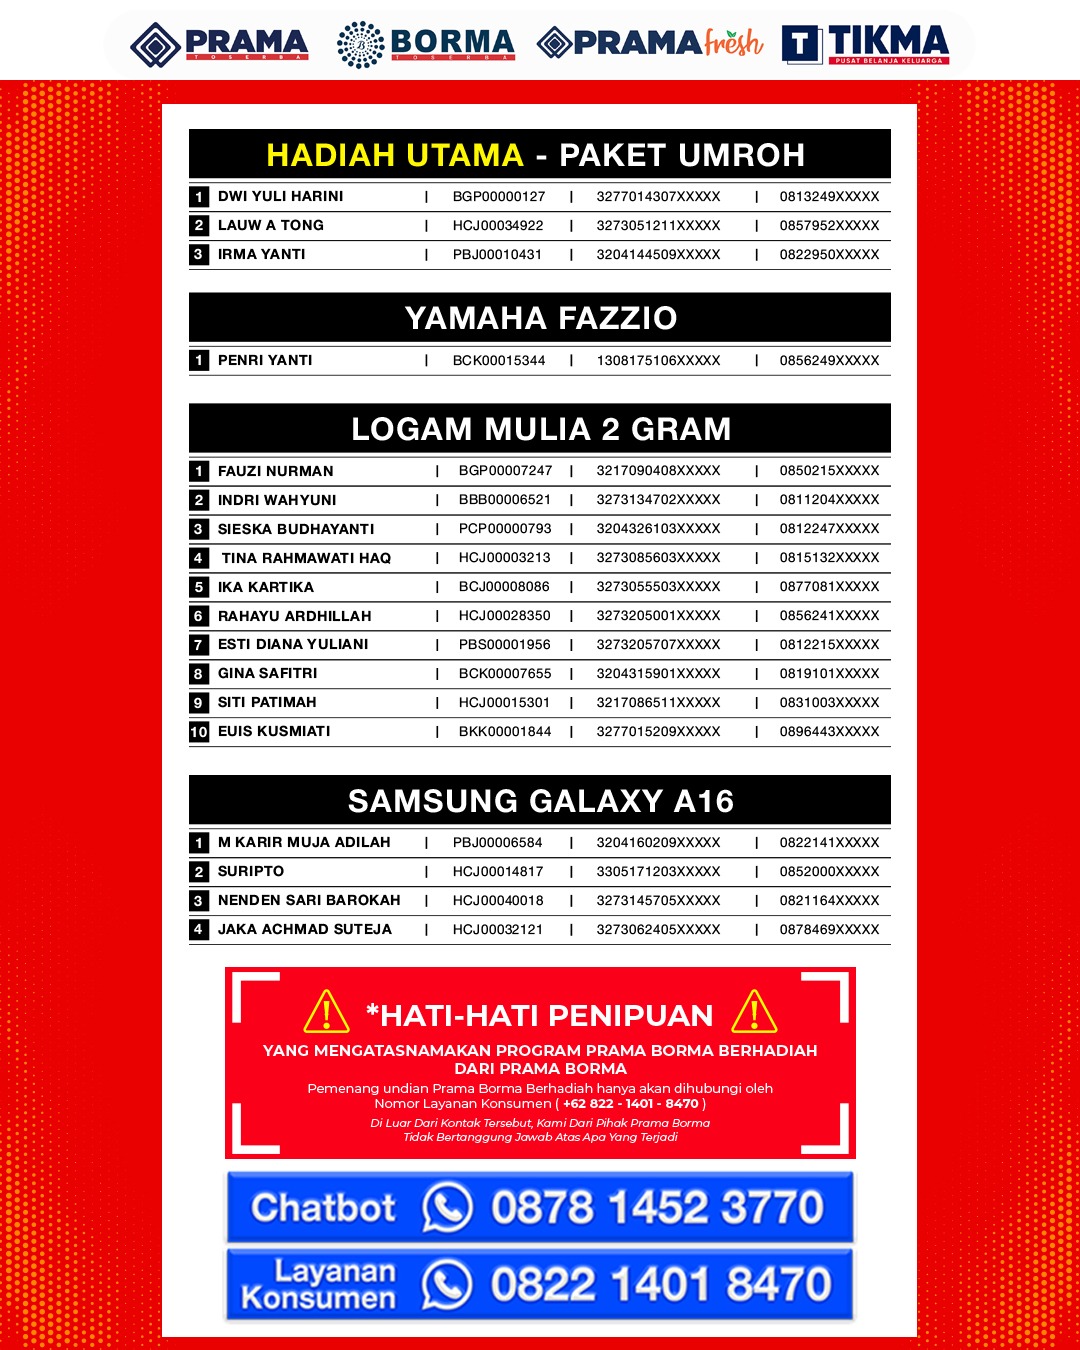 PRAMA TOSERBA BORMA TOSERBA PRAMA fresh T TIKMA PUSAT BELANJA KELUARGA
HADIAH UTAMA - PAKET UMROH
1 DWI YULI HARINI | BGP00000127 | 3277014307XXXXX | 0813249XXXXX
2 LAUW A TONG | HCJ00034922 | 3273051211XXXXX | 0857952XXXXX
3 IRMA YANTI | PBJ00010431 | 3204144509XXXXX | 0822950XXXXX
YAMAHA FAZZIO
1 PENRI YANTI | BCK00015344 | 1308175106XXXXX | 0856249XXXXX
LOGAM MULIA 2 GRAM
1 FAUZI NURMAN | BGP00007247 | 3217090408XXXXX | 0850215XXXXX
2 INDRI WAHYUNI | BBB00006521 | 3273134702XXXXX | 0811204XXXXX
3 SIESKA BUDHAYANTI | PCP00000793 | 3204326103XXXXX | 0812247XXXXX
4 TINA RAHMAWATI HAQ | HCJ00003213 | 3273085603XXXXX | 0815132XXXXX
5 IKA KARTIKA | BCJ00008086 | 3273055503XXXXX | 0877081XXXXX
6 RAHAYU ARDHILLAH | HCJ00028350 | 3273205001XXXXX | 0856241XXXXX
7 ESTI DIANA YULIANI | PBS00001956 | 3273205707XXXXX | 0812215XXXXX
8 GINA SAFITRI | BCK00007655 | 3204315901XXXXX | 0819101XXXXX
9 SITI PATIMAH | HCJ00015301 | 3217086511XXXXX | 0831003XXXXX
10 EUIS KUSMIATI | BKK00001844 | 3277015209XXXXX | 0896443XXXXX
SAMSUNG GALAXY A16
1 M KARIR MUJA ADILAH | PBJ00006584 | 3204160209XXXXX | 0822141XXXXX
2 SURIPTO | HCJ00014817 | 3305171203XXXXX | 0852000XXXXX
3 NENDEN SARI BAROKAH | HCJ00040018 | 3273145705XXXXX | 0821164XXXXX
4 JAKA ACHMAD SUTEJA | HCJ00032121 | 3273062405XXXXX | 0878469XXXXX
*HATI-HATI PENIPUAN
YANG MENGATASNAMAKAN PROGRAM PRAMA BORMA BERHADIAH
DARI PRAMA BORMA
Pemenang undian Prama Borma Berhadiah hanya akan dihubungi oleh
Nomor Layanan Konsumen ( +62 822 - 1401 - 8470 )
Di Luar Dari Kontak Tersebut, Kami Dari Pihak Prama Borma
Tidak Bertanggung Jawab Atas Apa Yang Terjadi
Chatbot 0878 1452 3770
Layanan
Konsumen 0822 1401 8470